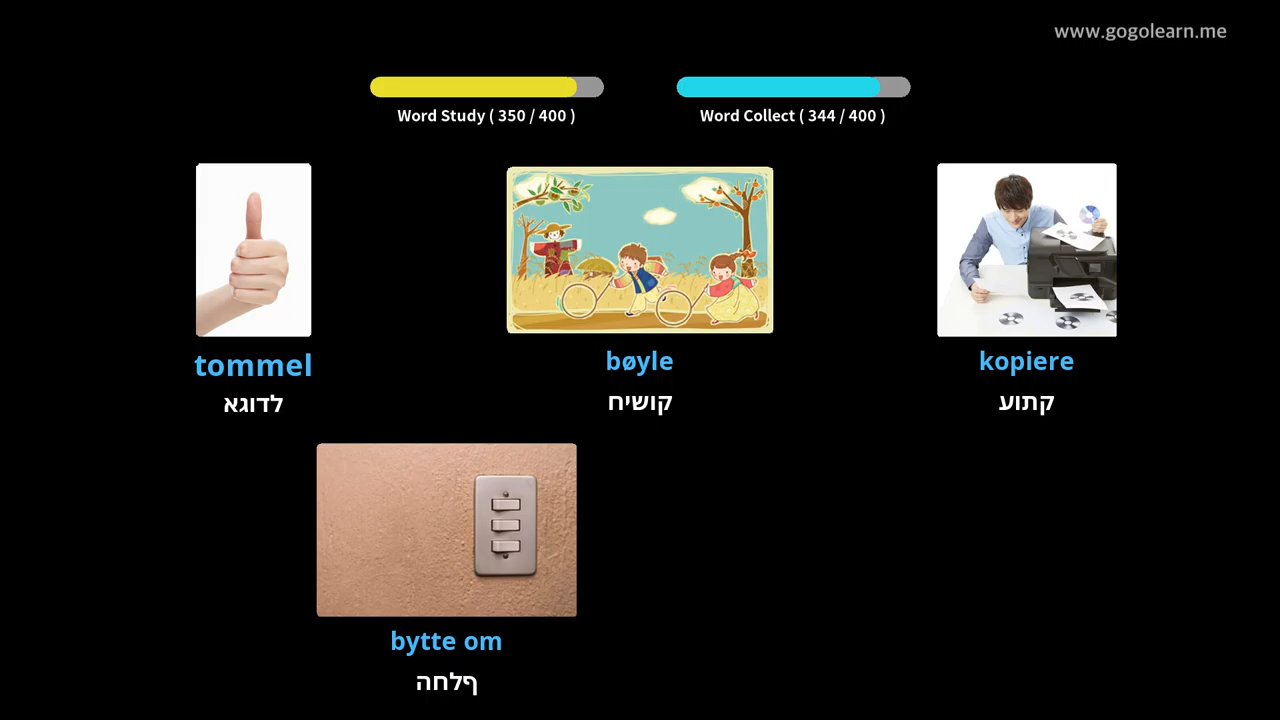 www.gogolearn.me
Word Study ( 350 / 400 )
Word Collect ( 344 / 400 )
tommel
לדוגא
bøyle
קושיח
kopiere
קתוע
bytte om
ףלחה